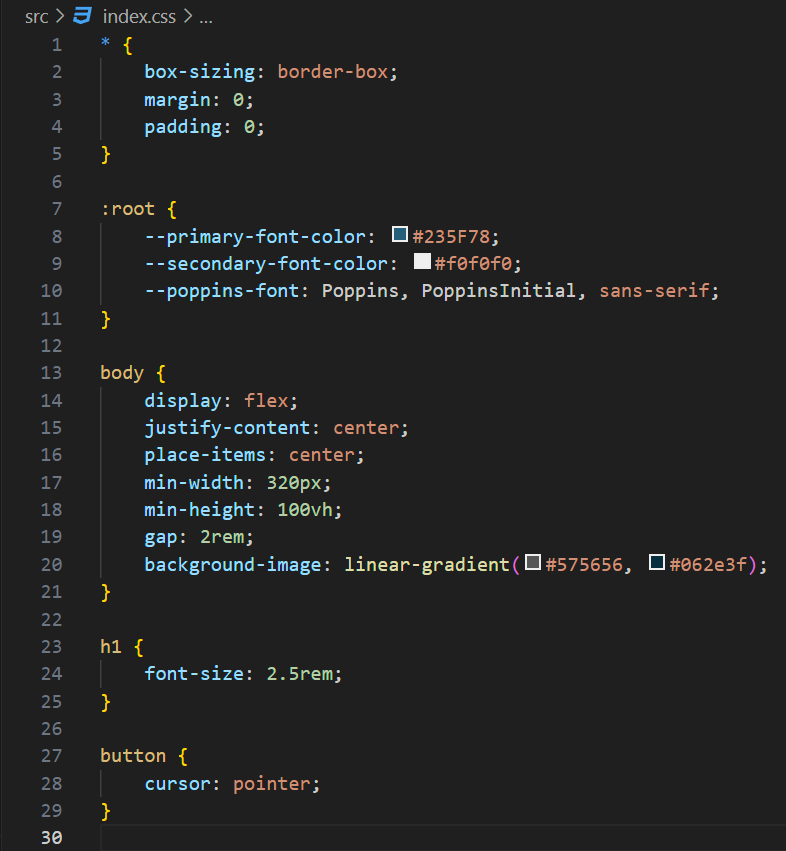 src > index.css > ...
1 * {
2     box-sizing: border-box;
3     margin: 0;
4     padding: 0;
5 }
6
7 :root {
8     --primary-font-color: #235F78;
9     --secondary-font-color: #f0f0f0;
10     --poppins-font: Poppins, PoppinsInitial, sans-serif;
11 }
12
13 body {
14     display: flex;
15     justify-content: center;
16     place-items: center;
17     min-width: 320px;
18     min-height: 100vh;
19     gap: 2rem;
20     background-image: linear-gradient(#575656, #062e3f);
21 }
22
23 h1 {
24     font-size: 2.5rem;
25 }
26
27 button {
28     cursor: pointer;
29 }
30